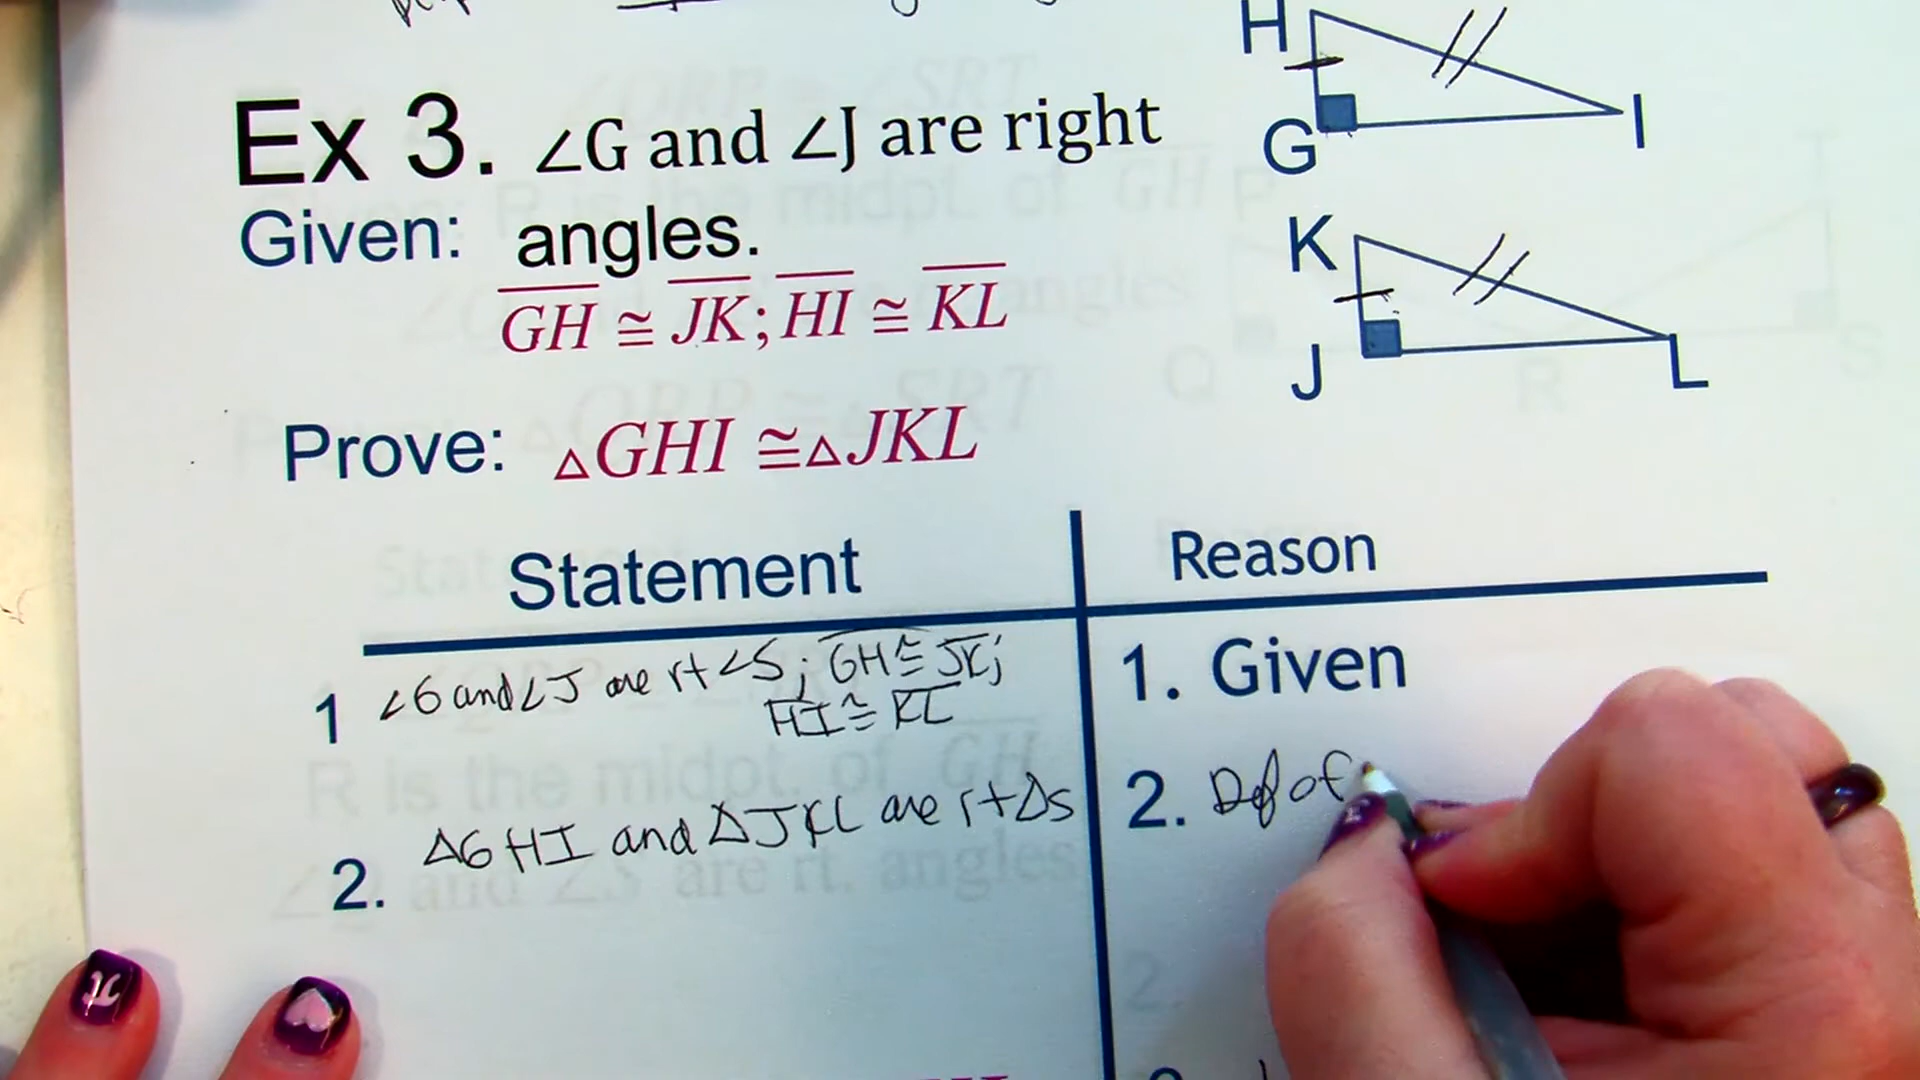 H
Ex 3. ∠G and ∠J are right
G
I
Given: angles.
K
GH ≅ JK; HI ≅ KL
J
L
Prove: △GHI ≅ △JKL
Statement
Reason
1 ∠G and ∠J are rt ∠s; GH ≅ JK;
HI ≅ KL
1. Given
2. △GHI and △JKL are rt △s
2. Def of